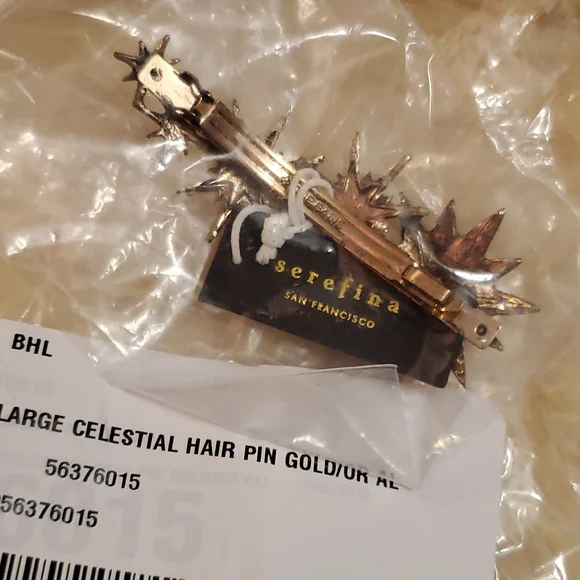 serefina
SAN FRANCISCO
BHL
LARGE CELESTIAL HAIR PIN GOLD/OR AL
56376015
56376015